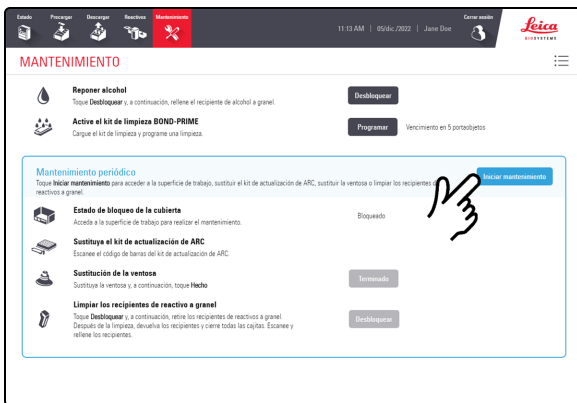 Estado Precargar Descargar Reactivos Mantenimiento 11:13 AM | 05/dic./2022 | Jane Doe Cerrar sesión
Leica
BIOSYSTEMS
MANTENIMIENTO
Reponer alcohol
Toque Desbloquear y, a continuación, rellene el recipiente de alcohol a granel.
Desbloquear
Active el kit de limpieza BOND-PRIME
Cargue el kit de limpieza y programe una limpieza.
Programar Vencimiento en 5 portaobjetos
Mantenimiento periódico
Toque Iniciar mantenimiento para acceder a la superficie de trabajo, sustituir el kit de actualización de ARC, sustituir la ventosa o limpiar los recipientes de
reactivos a granel.
Iniciar mantenimiento
Estado de bloqueo de la cubierta
Acceda a la superficie de trabajo para realizar el mantenimiento.
Bloqueado
Sustituya el kit de actualización de ARC
Escanee el código de barras del kit de actualización de ARC.
Sustitución de la ventosa
Sustituya la ventosa y, a continuación, toque Hecho
Terminado
Limpiar los recipientes de reactivo a granel
Toque Desbloquear y, a continuación, retire los recipientes de reactivos a granel.
Después de la limpieza, devuelva los recipientes y cierre todas las cajitas. Escanee y
rellene los recipientes.
Desbloquear